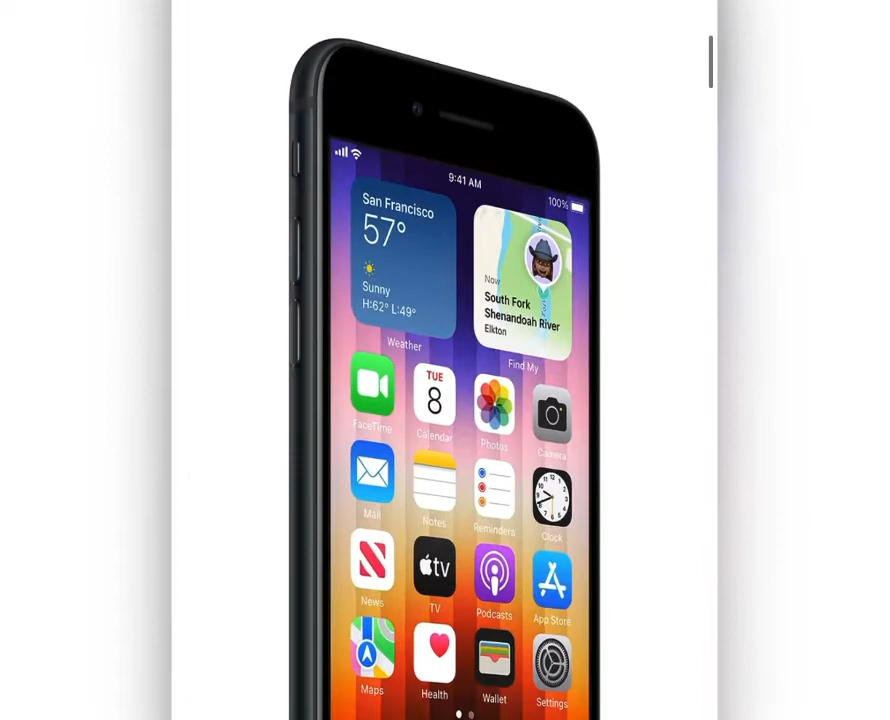 9:41 AM
100%
San Francisco
57°
Sunny
H:62° L:49°
Weather
Now
South Fork
Shenandoah River
Elkton
Find My
FaceTime
TUE
8
Calendar
Photos
Camera
Mail
Notes
Reminders
Clock
News
tv
TV
Podcasts
App Store
Maps
Health
Wallet
Settings